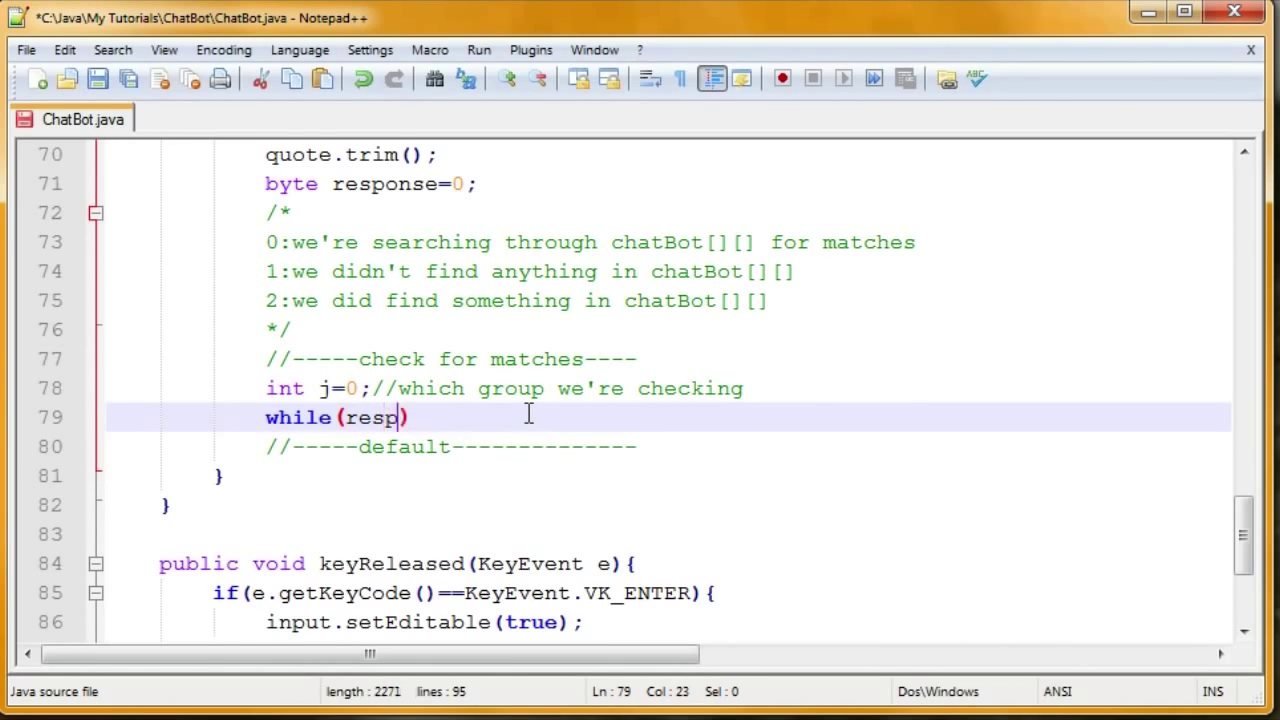 *C:\Java\My Tutorials\ChatBot\ChatBot.java - Notepad++
File Edit Search View Encoding Language Settings Macro Run Plugins Window ? X
ABC
ChatBot.java
70 quote.trim();
71 byte response=0;
72 /*
73 0:we're searching through chatBot[][] for matches
74 1:we didn't find anything in chatBot[][]
75 2:we did find something in chatBot[][]
76 */
77 //-----check for matches----
78 int j=0;//which group we're checking
79 while(resp)
80 //-----default--------------
81 }
82 }
83
84 public void keyReleased(KeyEvent e){
85 if(e.getKeyCode()==KeyEvent.VK_ENTER){
86 input.setEditable(true);
Java source file length : 2271 lines : 95 Ln : 79 Col : 23 Sel : 0 Dos\Windows ANSI INS